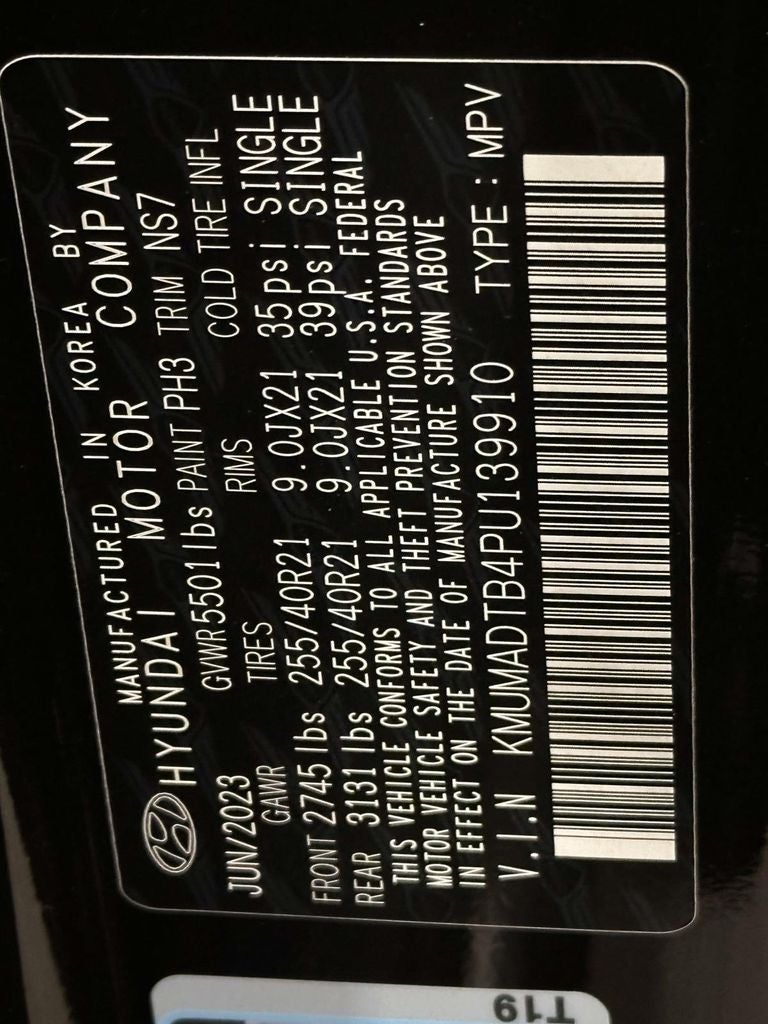 MANUFACTURED IN KOREA BY
HYUNDAI MOTOR COMPANY
JUN/2023 GVWR5501lbs PAINT PH3 TRIM NS7
GAWR TIRES RIMS COLD TIRE INFL
FRONT 2745 lbs 255/40R21 9.0JX21 35psi SINGLE
REAR 3131 lbs 255/40R21 9.0JX21 39psi SINGLE
THIS VEHICLE CONFORMS TO ALL APPLICABLE U.S.A. FEDERAL
MOTOR VEHICLE SAFETY AND THEFT PREVENTION STANDARDS
IN EFFECT ON THE DATE OF MANUFACTURE SHOWN ABOVE
V.I.N KMUMADTB4PU139910 TYPE : MPV
T19